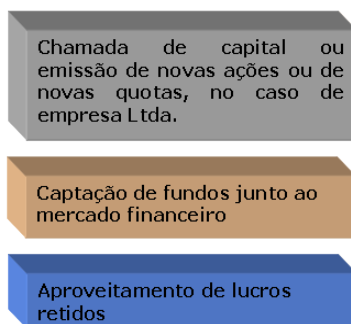 Chamada de capital ou
emissão de novas ações ou de
novas quotas, no caso de
empresa Ltda.
Captação de fundos junto ao
mercado financeiro
Aproveitamento de lucros
retidos